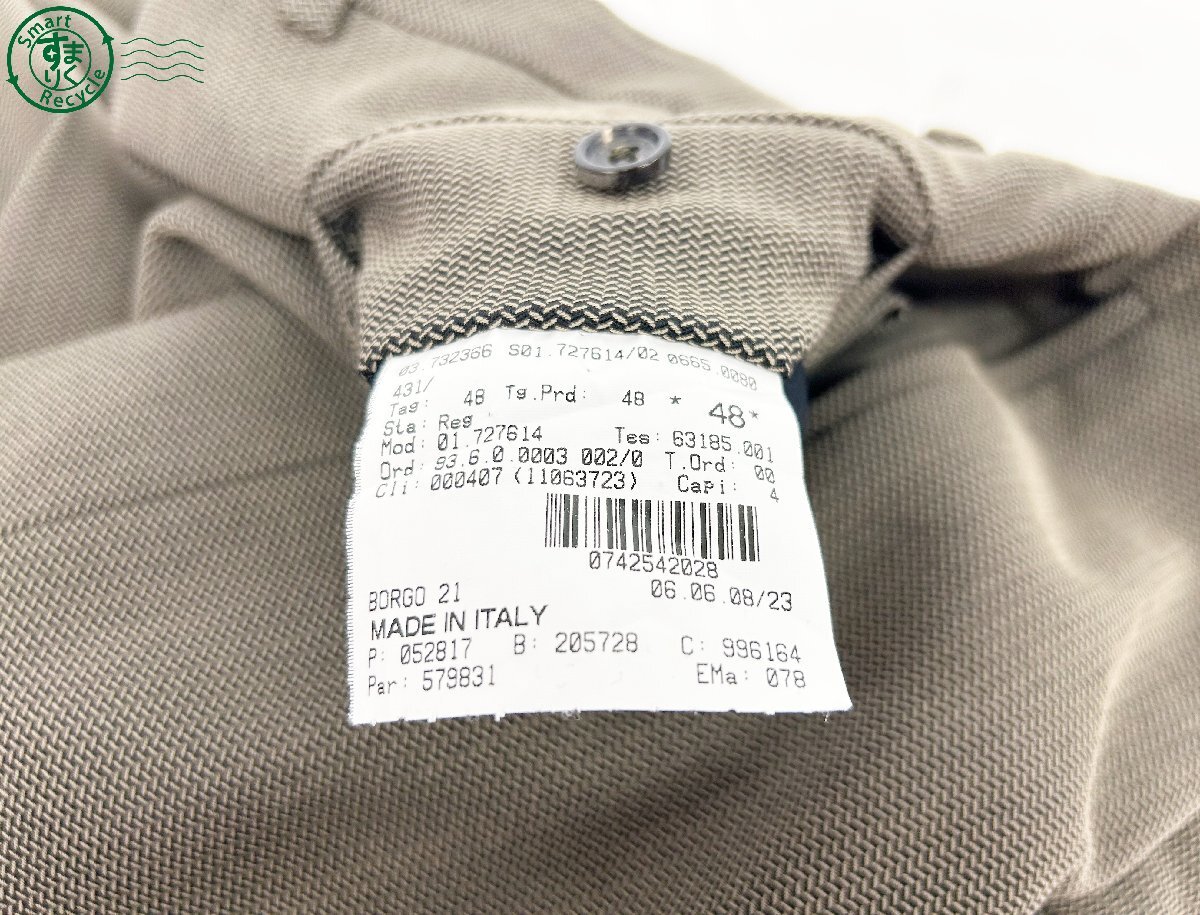 Smart
すまりく
Recycle
03.732366 S01.727614/02 0665.0080
431/
Tag: 48 Tg.Prd: 48 * 48*
Sta: Reg
Mod: 01.727614 Tes: 63185.001
Ord: 93.6.0.0003 002/0 T.Ord: 00
Cli: 000407 (11063723) Capi: 4
0742542028
06.06.08/23
BORGO 21
MADE IN ITALY
P: 052817 B: 205728 C: 996164
Par: 579831 EMa: 078